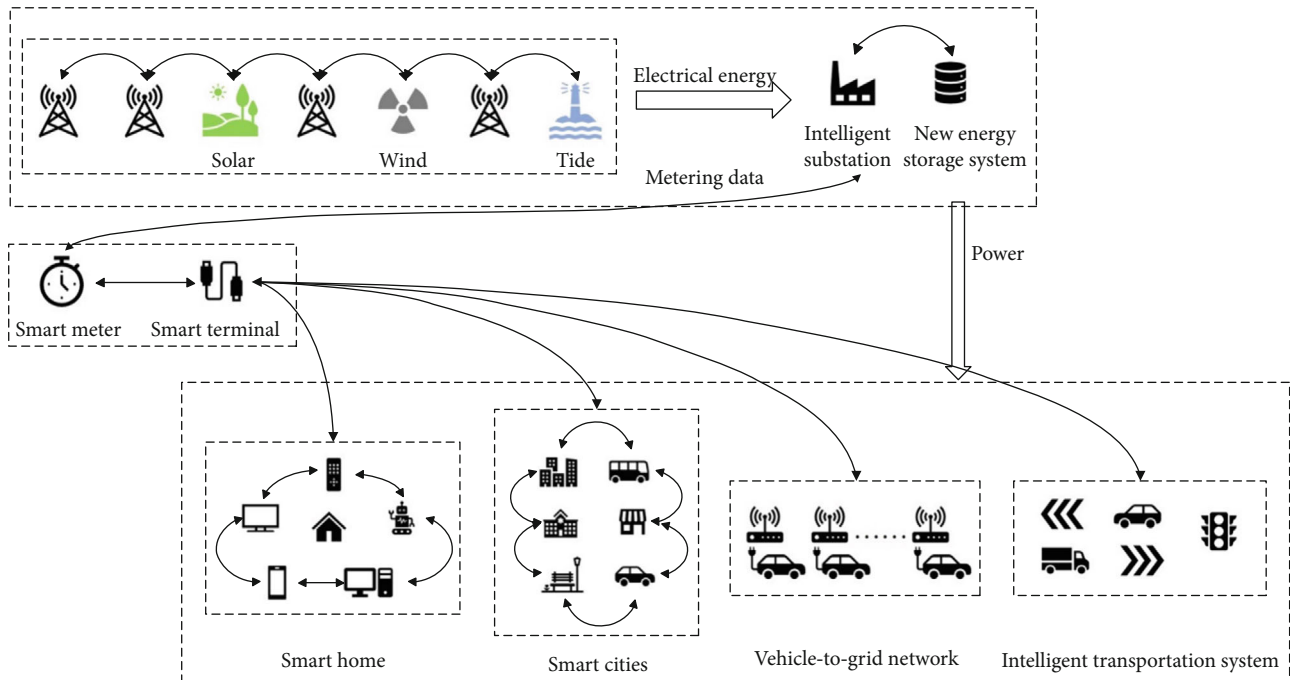 Electrical energy
Solar
Wind
Tide
Intelligent
substation
New energy
storage system
Metering data
Power
Smart meter
Smart terminal
Smart home
Smart cities
Vehicle-to-grid network
Intelligent transportation system